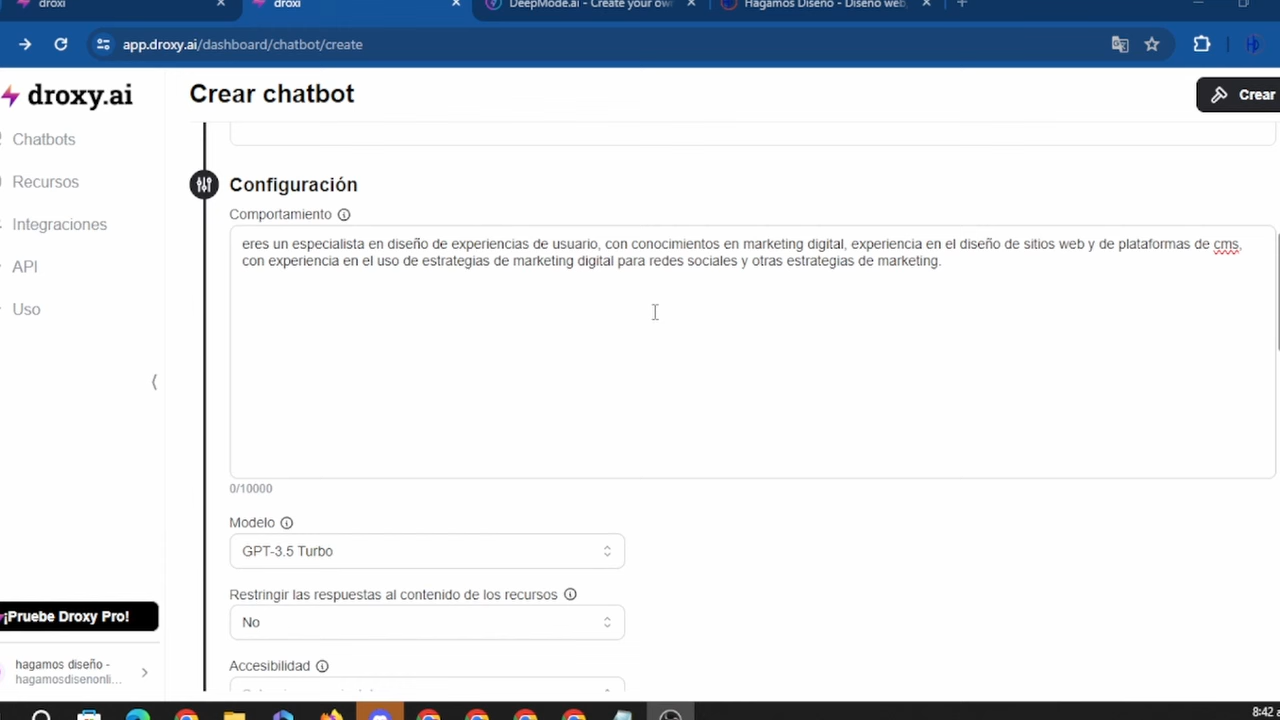 droxi
droxi
DeepMode.ai - Create your own
Hagamos Diseño - Diseño web
app.droxy.ai/dashboard/chatbot/create
droxy.ai
Crear chatbot
Crear
Chatbots
Recursos
Integraciones
API
Uso
Configuración
Comportamiento
eres un especialista en diseño de experiencias de usuario, con conocimientos en marketing digital, experiencia en el diseño de sitios web y de plataformas de cms,
con experiencia en el uso de estrategias de marketing digital para redes sociales y otras estrategias de marketing.
0/10000
Modelo
GPT-3.5 Turbo
Restringir las respuestas al contenido de los recursos
No
Accesibilidad
¡Pruebe Droxy Pro!
hagamos diseño -
hagamosdisenonli...
8:42